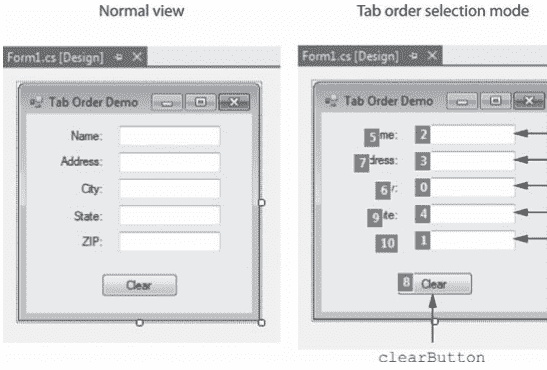 Normal view
Tab order selection mode
Form1.cs [Design]
Tab Order Demo
Name:
Address:
City:
State:
ZIP:
Clear
Form1.cs [Design]
Tab Order Demo
5 me: 2
7 dress: 3
6 y: 0
9 ate: 4
10 1
8 Clear
clearButton